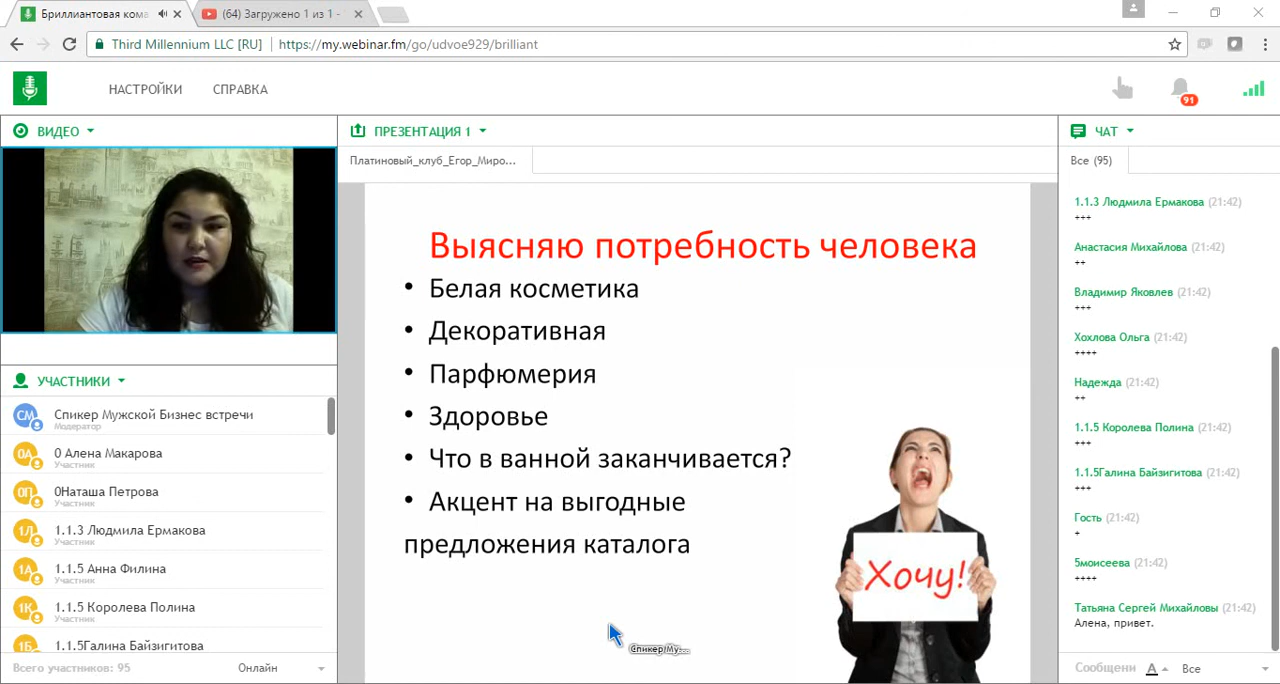 Бриллиантовая кома
(64) Загружено 1 из 1 -
Third Millennium LLC [RU]
https://my.webinar.fm/go/udvoe929/brilliant
НАСТРОЙКИ
СПРАВКА
91
ВИДЕО
ПРЕЗЕНТАЦИЯ 1
ЧАТ
Платиновый_клуб_Егор_Миро...
Все (95)
Выясняю потребность человека
• Белая косметика
• Декоративная
• Парфюмерия
• Здоровье
• Что в ванной заканчивается?
• Акцент на выгодные
предложения каталога
Хочу!
Спикер Му...
УЧАСТНИКИ
СМ
Спикер Мужской Бизнес встречи
Модератор
0А
0 Алена Макарова
Участник
0П
0Наташа Петрова
Участник
1Л
1.1.3 Людмила Ермакова
Участник
1А
1.1.5 Анна Филина
Участник
1К
1.1.5 Королева Полина
Участник
1Б
1.1.5Галина Байзигитова
Всего участников: 95
Онлайн
1.1.3 Людмила Ермакова (21:42)
+++
Анастасия Михайлова (21:42)
++
Владимир Яковлев (21:42)
+++
Хохлова Ольга (21:42)
++++
Надежда (21:42)
++
1.1.5 Королева Полина (21:42)
+++
1.1.5Галина Байзигитова (21:42)
+++
Гость (21:42)
+
5моисеева (21:42)
++++
Татьяна Сергей Михайловы (21:42)
Алена, привет.
Сообщени
А
Все